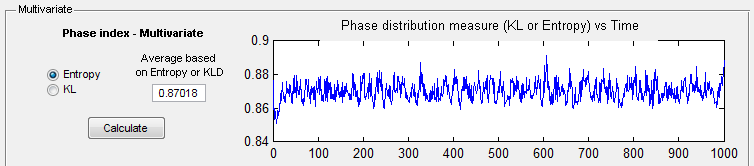 Multivariate
Phase index - Multivariate
Average based
on Entropy or KLD
Entropy
KL
0.87018
Calculate
Phase distribution measure (KL or Entropy) vs Time
0.9
0.88
0.86
0.84
0 100 200 300 400 500 600 700 800 900 1000